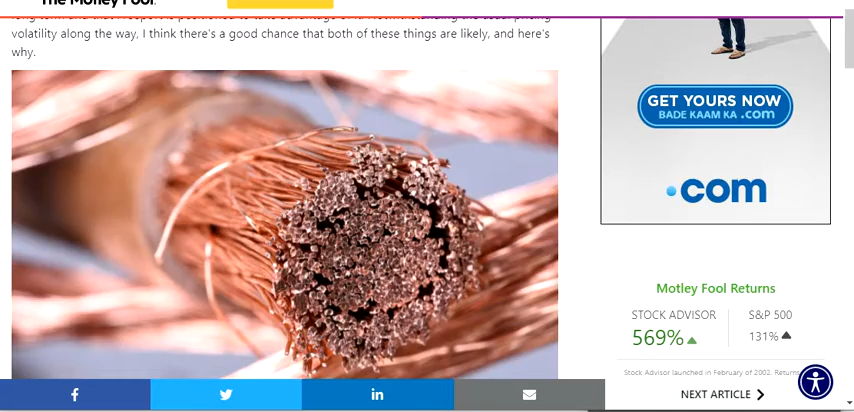 The Motley Fool.
volatility along the way, I think there's a good chance that both of these things are likely, and here's
why.
GET YOURS NOW
BADE KAAM KA .com
.com
Motley Fool Returns
STOCK ADVISOR
S&P 500
569%
131%
Stock Advisor launched in February of 2002. Returns
NEXT ARTICLE
f
in